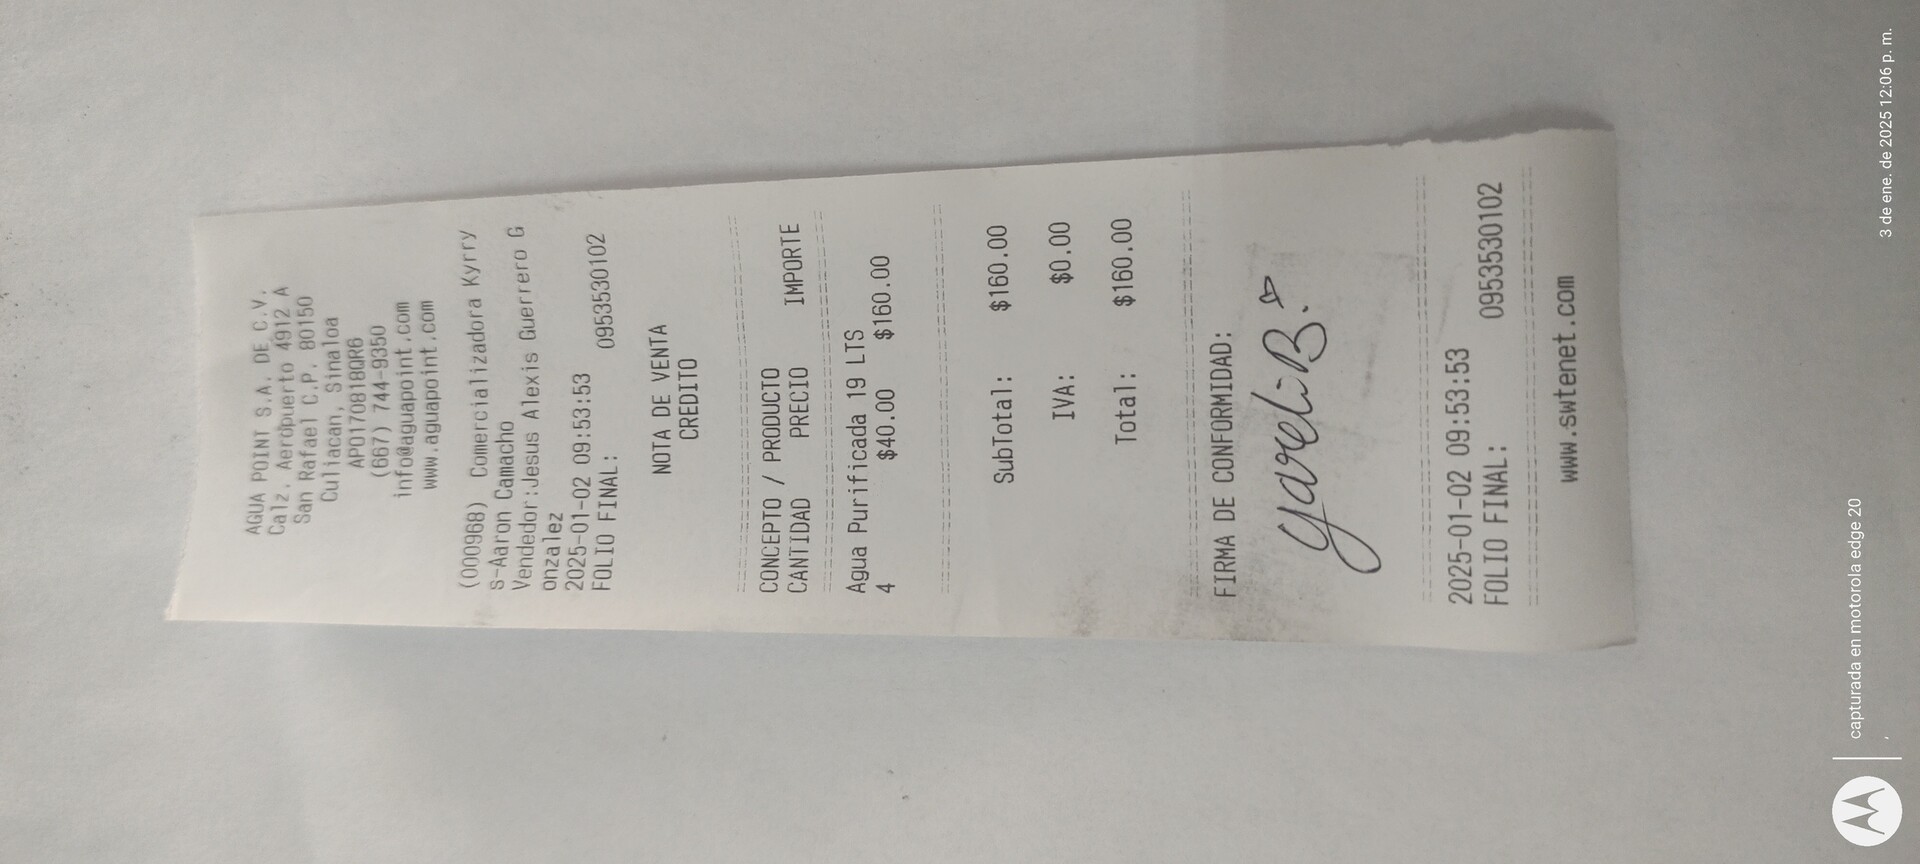 AGUA POINT S.A. DE C.V.
Calz. Aeropuerto 4912 A
San Rafael C.P. 80150
Culiacan, Sinaloa
APO170818QR6
(667) 744-9350
info@aguapoint.com
www.aguapoint.com
(000968) Comercializadora Kyrry
s-Aaron Camacho
Vendedor:Jesus Alexis Guerrero G
onzalez
2025-01-02 09:53:53
FOLIO FINAL: 0953530102
NOTA DE VENTA
CREDITO
CONCEPTO / PRODUCTO
CANTIDAD PRECIO IMPORTE
Agua Purificada 19 LTS
4 $40.00 $160.00
SubTotal: $160.00
IVA: $0.00
Total: $160.00
FIRMA DE CONFORMIDAD:
Yareli B.
2025-01-02 09:53:53
FOLIO FINAL: 0953530102
www.swtenet.com
capturada en motorola edge 20
3 de ene. de 2025 12:06 p. m.